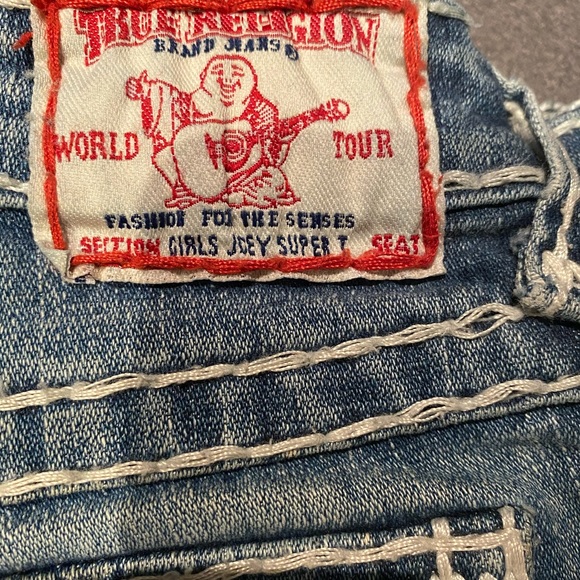 TRUE RELIGION
BRAND JEANS®
WORLD TOUR
FASHION FOR THE SENSES
SECTION GIRLS JOEY SUPER T SEAT